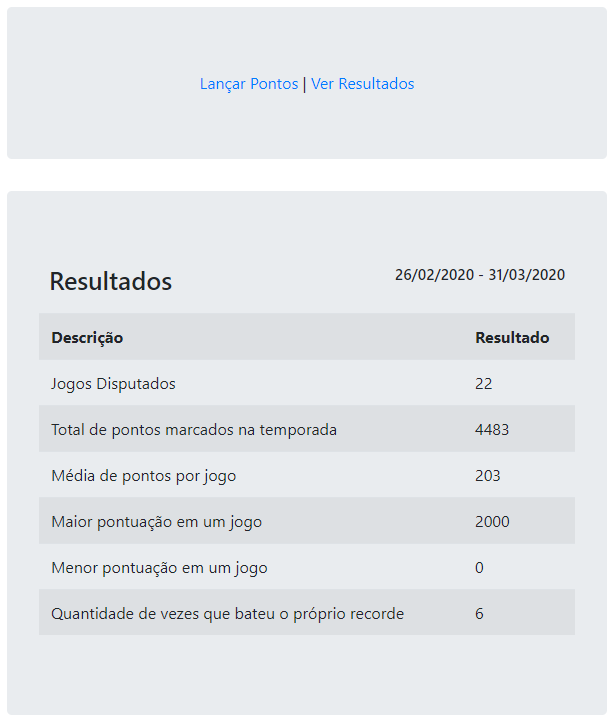 Lançar Pontos | Ver Resultados
Resultados 26/02/2020 - 31/03/2020
Descrição Resultado
Jogos Disputados 22
Total de pontos marcados na temporada 4483
Média de pontos por jogo 203
Maior pontuação em um jogo 2000
Menor pontuação em um jogo 0
Quantidade de vezes que bateu o próprio recorde 6